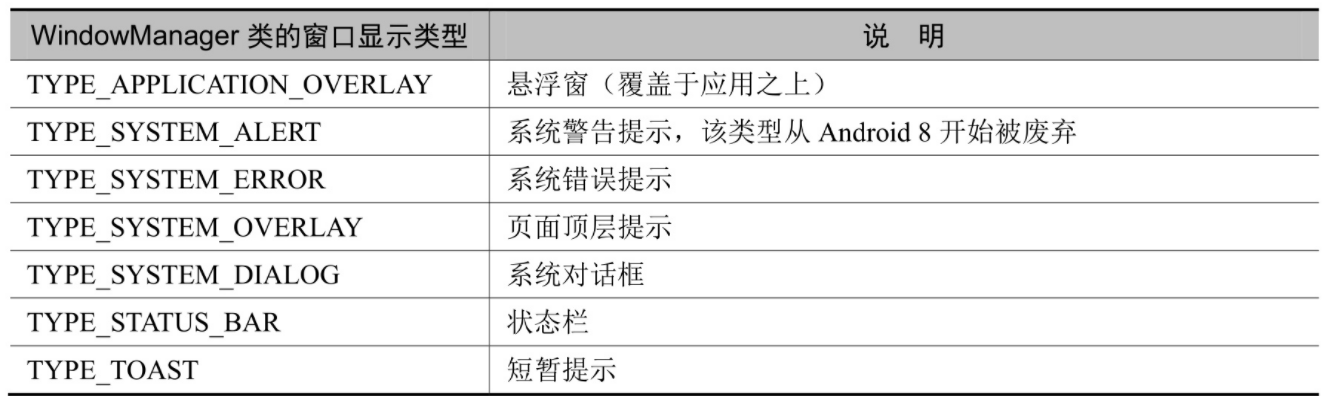 WindowManager 类的窗口显示类型 说 明
TYPE_APPLICATION_OVERLAY 悬浮窗（覆盖于应用之上）
TYPE_SYSTEM_ALERT 系统警告提示，该类型从 Android 8 开始被废弃
TYPE_SYSTEM_ERROR 系统错误提示
TYPE_SYSTEM_OVERLAY 页面顶层提示
TYPE_SYSTEM_DIALOG 系统对话框
TYPE_STATUS_BAR 状态栏
TYPE_TOAST 短暂提示